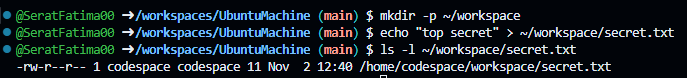 @SeratFatima00 ➜/workspaces/UbuntuMachine (main) $ mkdir -p ~/workspace
@SeratFatima00 ➜/workspaces/UbuntuMachine (main) $ echo "top secret" > ~/workspace/secret.txt
@SeratFatima00 ➜/workspaces/UbuntuMachine (main) $ ls -l ~/workspace/secret.txt
-rw-r--r-- 1 codespace codespace 11 Nov  2 12:40 /home/codespace/workspace/secret.txt